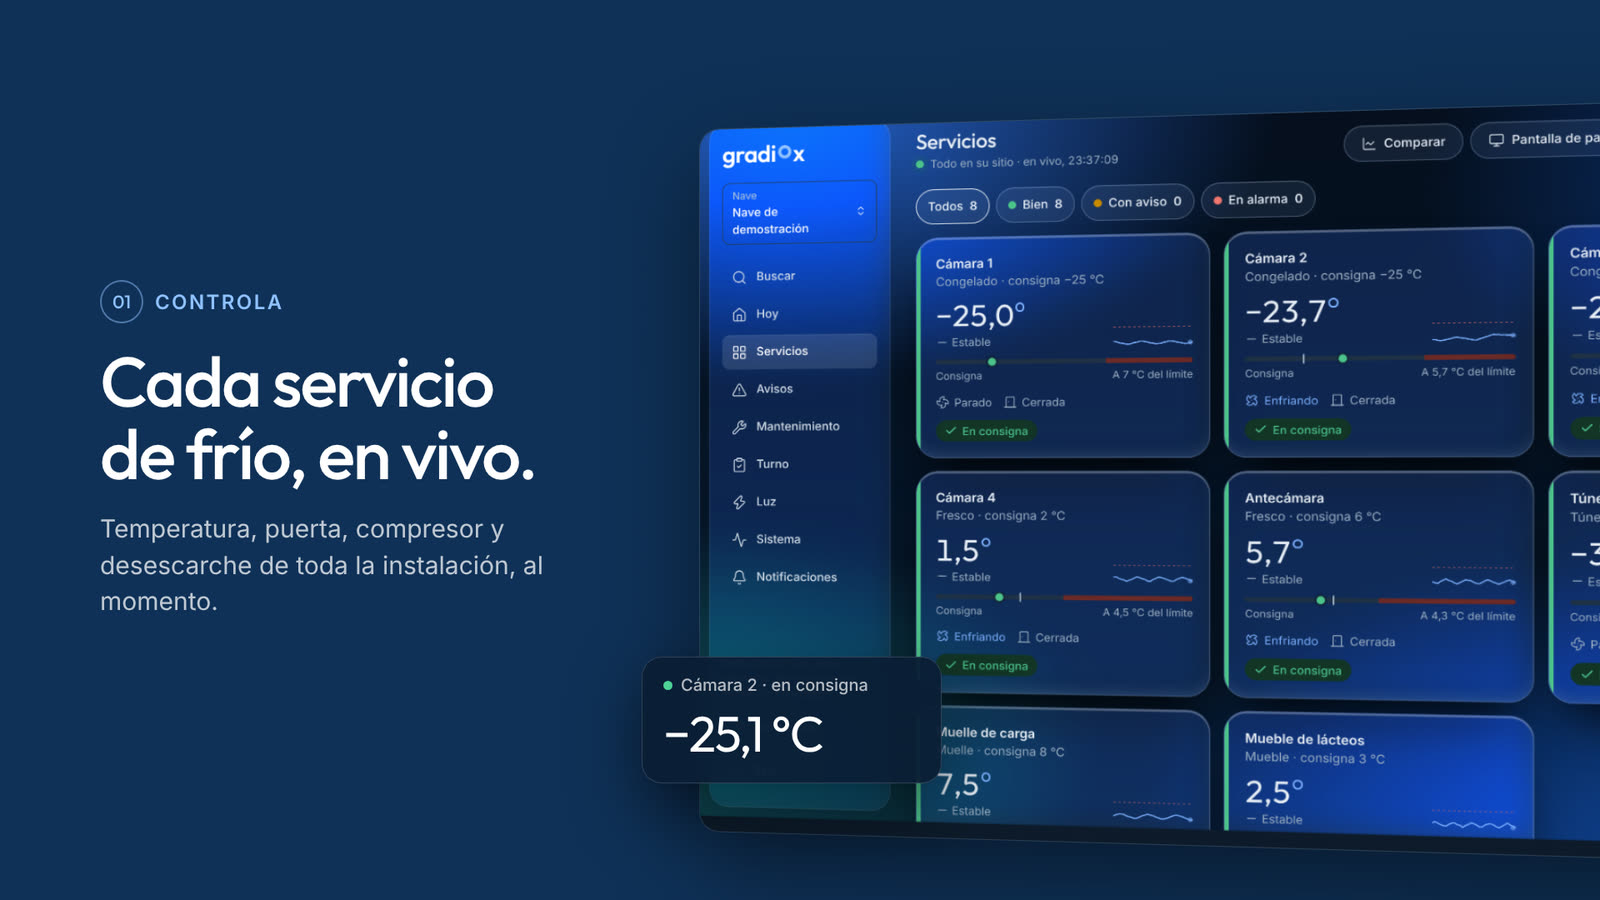 01 CONTROLA
Cada servicio
de frío, en vivo.
Temperatura, puerta, compresor y
desescarche de toda la instalación, al
momento.
gradiox
Nave
Nave de
demostración
Buscar
Hoy
Servicios
Avisos
Mantenimiento
Turno
Luz
Sistema
Notificaciones
Servicios
Todo en su sitio · en vivo, 23:37:09
Comparar
Pantalla de pa
Todos 8
Bien 8
Con aviso 0
En alarma 0
Cámara 1
Congelado · consigna −25 °C
−25,0°
— Estable
Consigna
A 7 °C del límite
Parado
Cerrada
En consigna
Cámara 2
Congelado · consigna −25 °C
−23,7°
— Estable
Consigna
A 5,7 °C del límite
Enfriando
Cerrada
En consigna
Cámara 4
Fresco · consigna 2 °C
1,5°
— Estable
Consigna
A 4,5 °C del límite
Enfriando
Cerrada
En consigna
Antecámara
Fresco · consigna 6 °C
5,7°
— Estable
Consigna
A 4,3 °C del límite
Enfriando
Cerrada
En consigna
Muelle de carga
Muelle · consigna 8 °C
7,5°
— Estable
Mueble de lácteos
Mueble · consigna 3 °C
2,5°
— Estable
Cámara 2 · en consigna
−25,1 °C